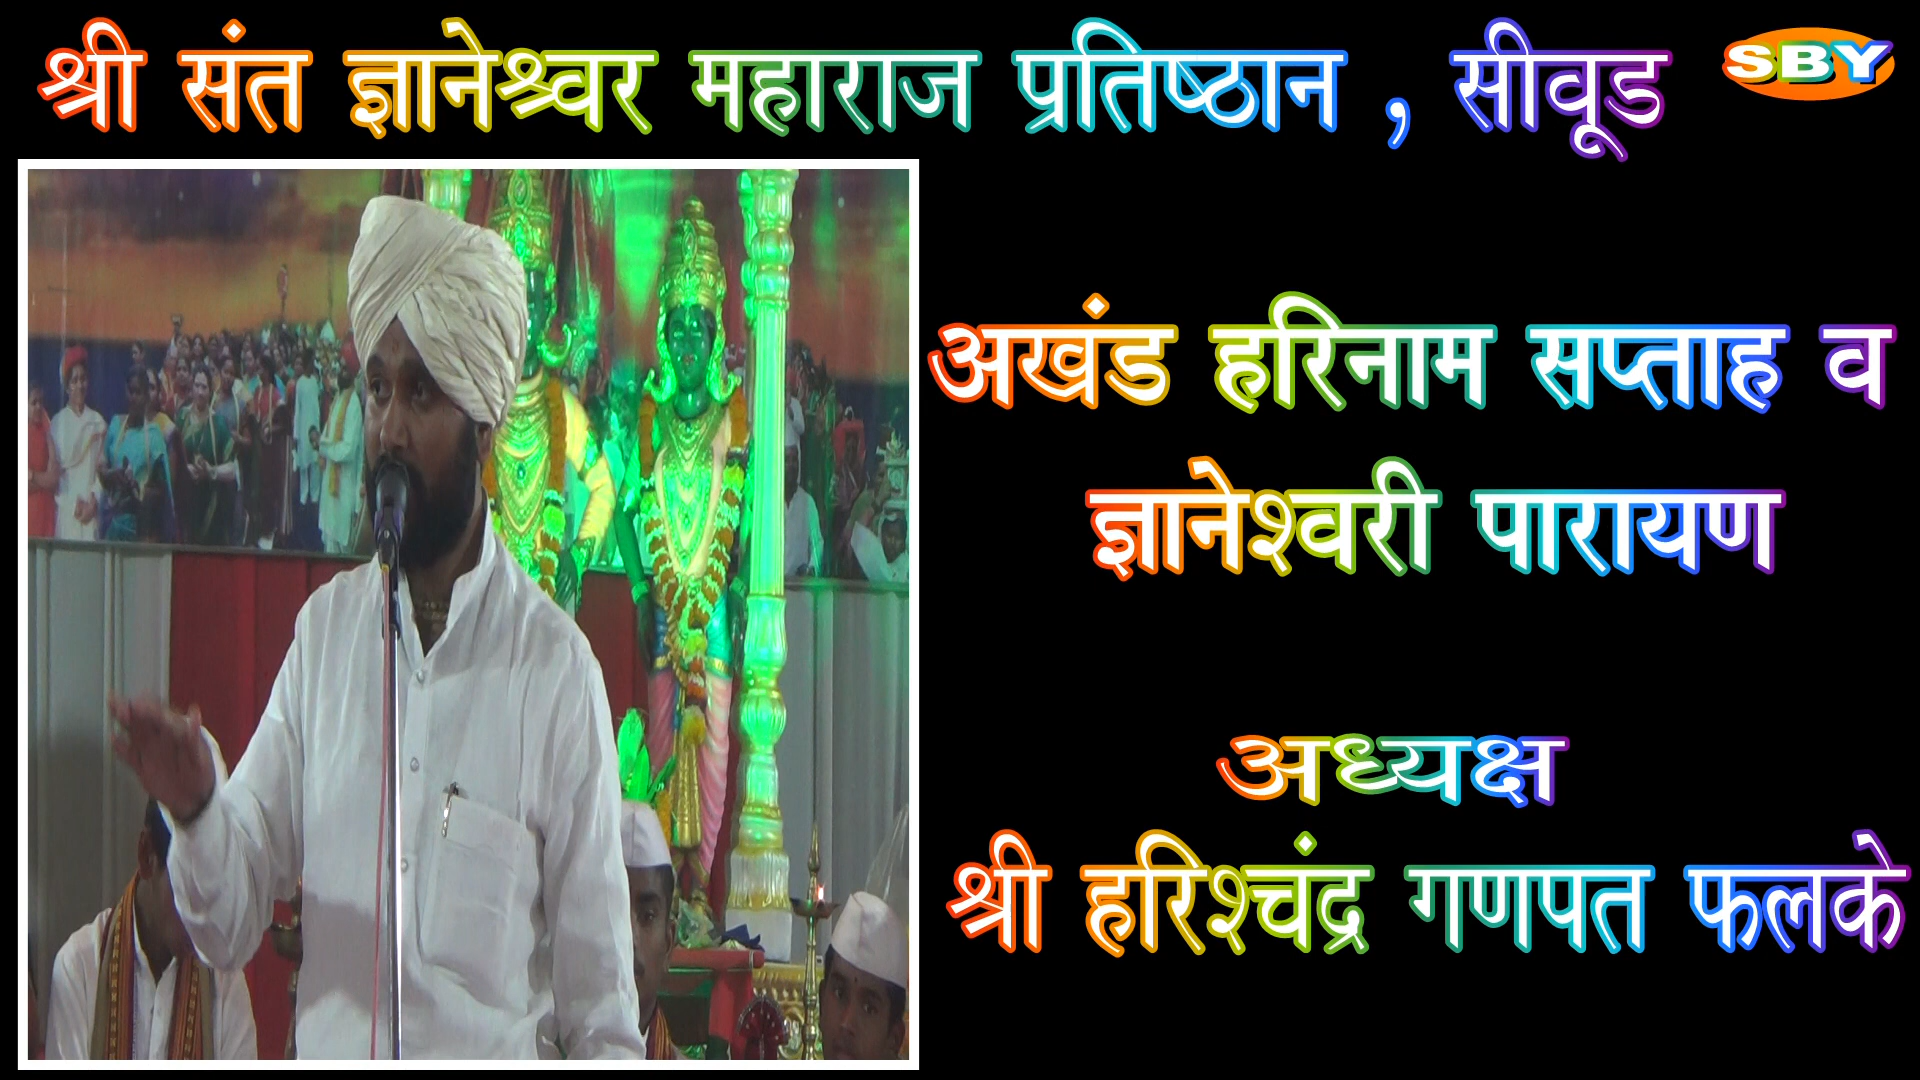 श्री संत ज्ञानेश्र्वर महाराज प्रतिष्ठान , सीवूड
SBY
अखंड हरिनाम सप्ताह व
ज्ञानेश्वरी पारायण
अध्यक्ष
श्री हरिश्चंद्र गणपत फलके